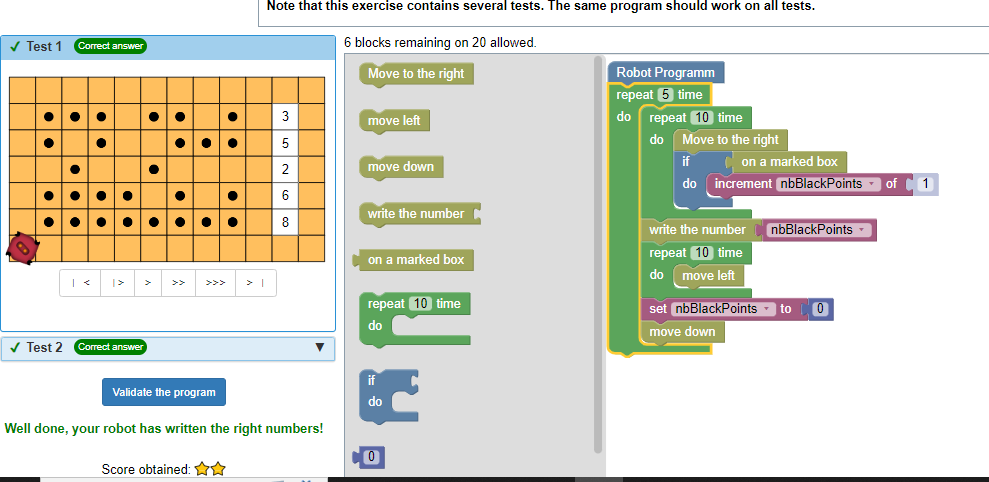 Note that this exercise contains several tests. The same program should work on all tests.
✓ Test 1 Correct answer
3
5
2
6
8
| < |> > >> >>> > |
✓ Test 2 Correct answer ▼
Validate the program
Well done, your robot has written the right numbers!
Score obtained:
6 blocks remaining on 20 allowed.
Move to the right
move left
move down
write the number
on a marked box
repeat 10 time
do
if
do
0
Robot Programm
repeat 5 time
do repeat 10 time
do Move to the right
if on a marked box
do increment nbBlackPoints of 1
write the number nbBlackPoints
repeat 10 time
do move left
set nbBlackPoints to 0
move down